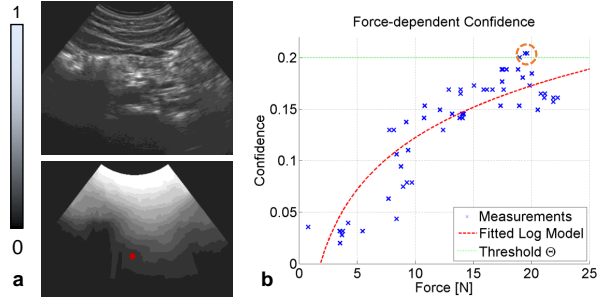 1
0
a
Force-dependent Confidence
Confidence
0.2
0.15
0.1
0.05
0
0
5
10
15
20
25
Measurements
Fitted Log Model
Threshold Θ
b
Force [N]